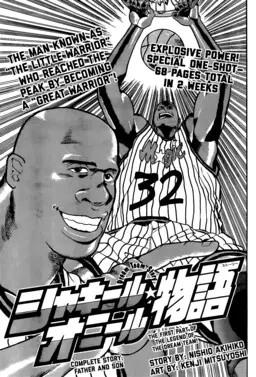 THE MAN KNOWN AS
"THE LITTLE WARRIOR"
WHO REACHED THE
PEAK BY BECOMING
A "GREAT WARRIOR"!
EXPLOSIVE POWER!
SPECIAL ONE-SHOT-
68 PAGES TOTAL
IN 2 WEEKS
32
シャキール★
オニール
物語
THE FIRST PART OF
THE LEGEND OF
THE DREAM TEAM
COMPLETE STORY:
FATHER AND SON
STORY BY: NISHIO AKIHIKO
ART BY: KENJI MITSUYOSHI